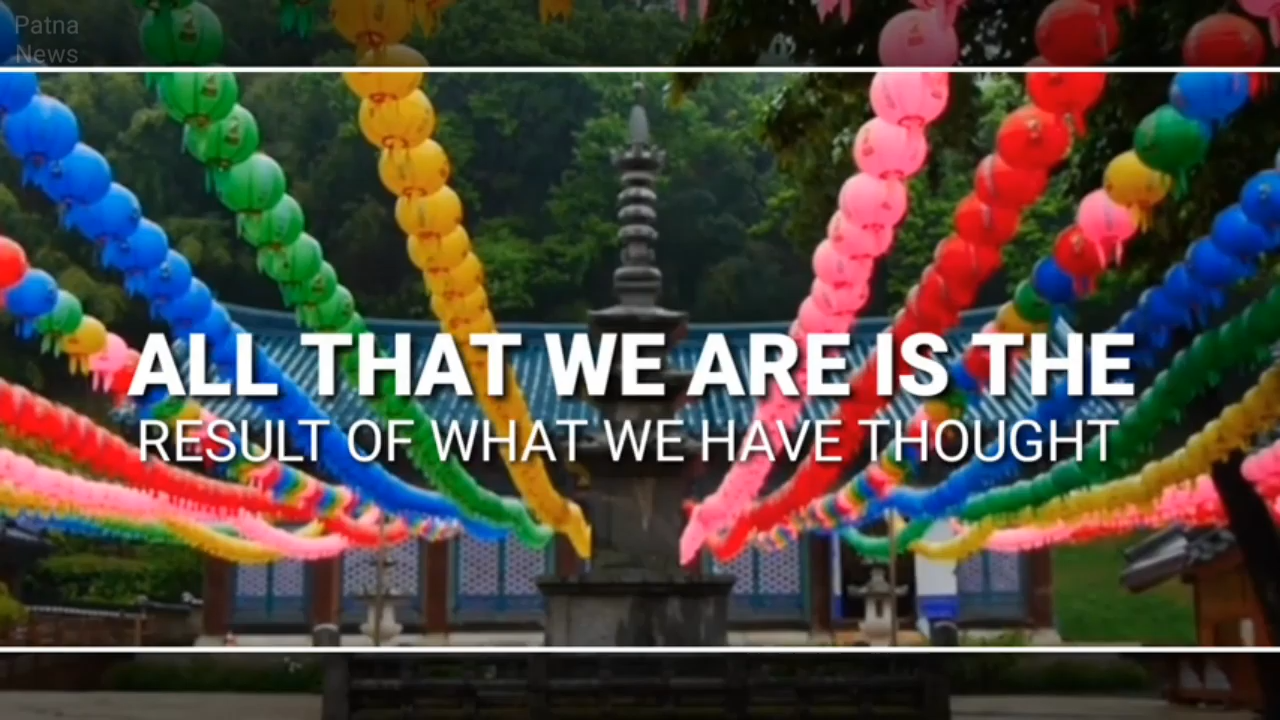 Patna
News
ALL THAT WE ARE IS THE
RESULT OF WHAT WE HAVE THOUGHT